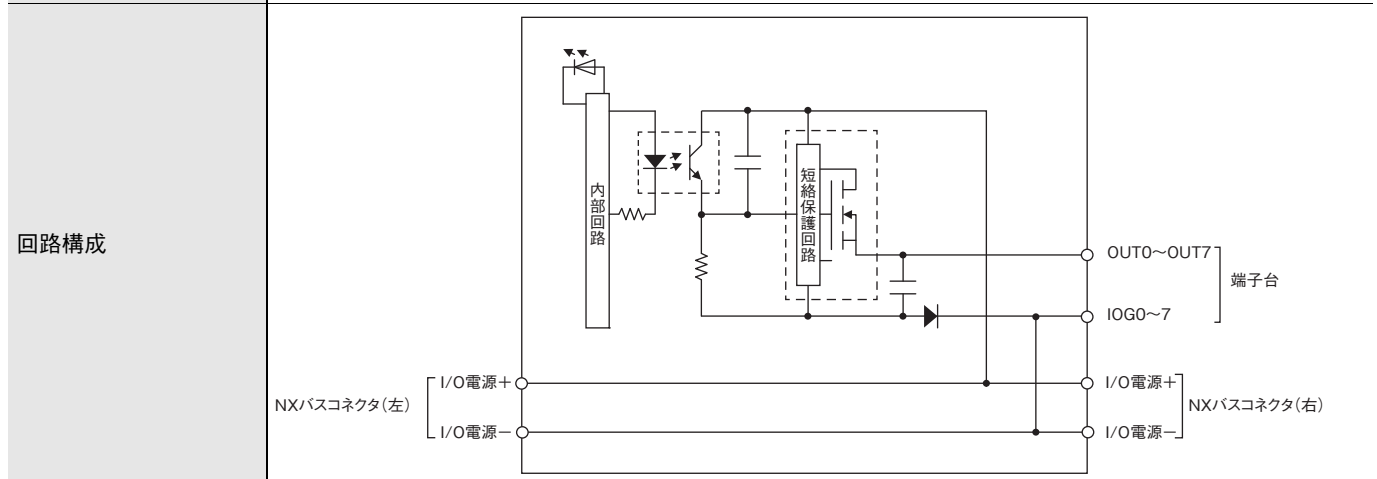 回路構成
内部回路
短絡保護回路
OUT0～OUT7
端子台
IOG0～7
I/O電源＋
I/O電源＋
NXバスコネクタ（左）
NXバスコネクタ（右）
I/O電源－
I/O電源－